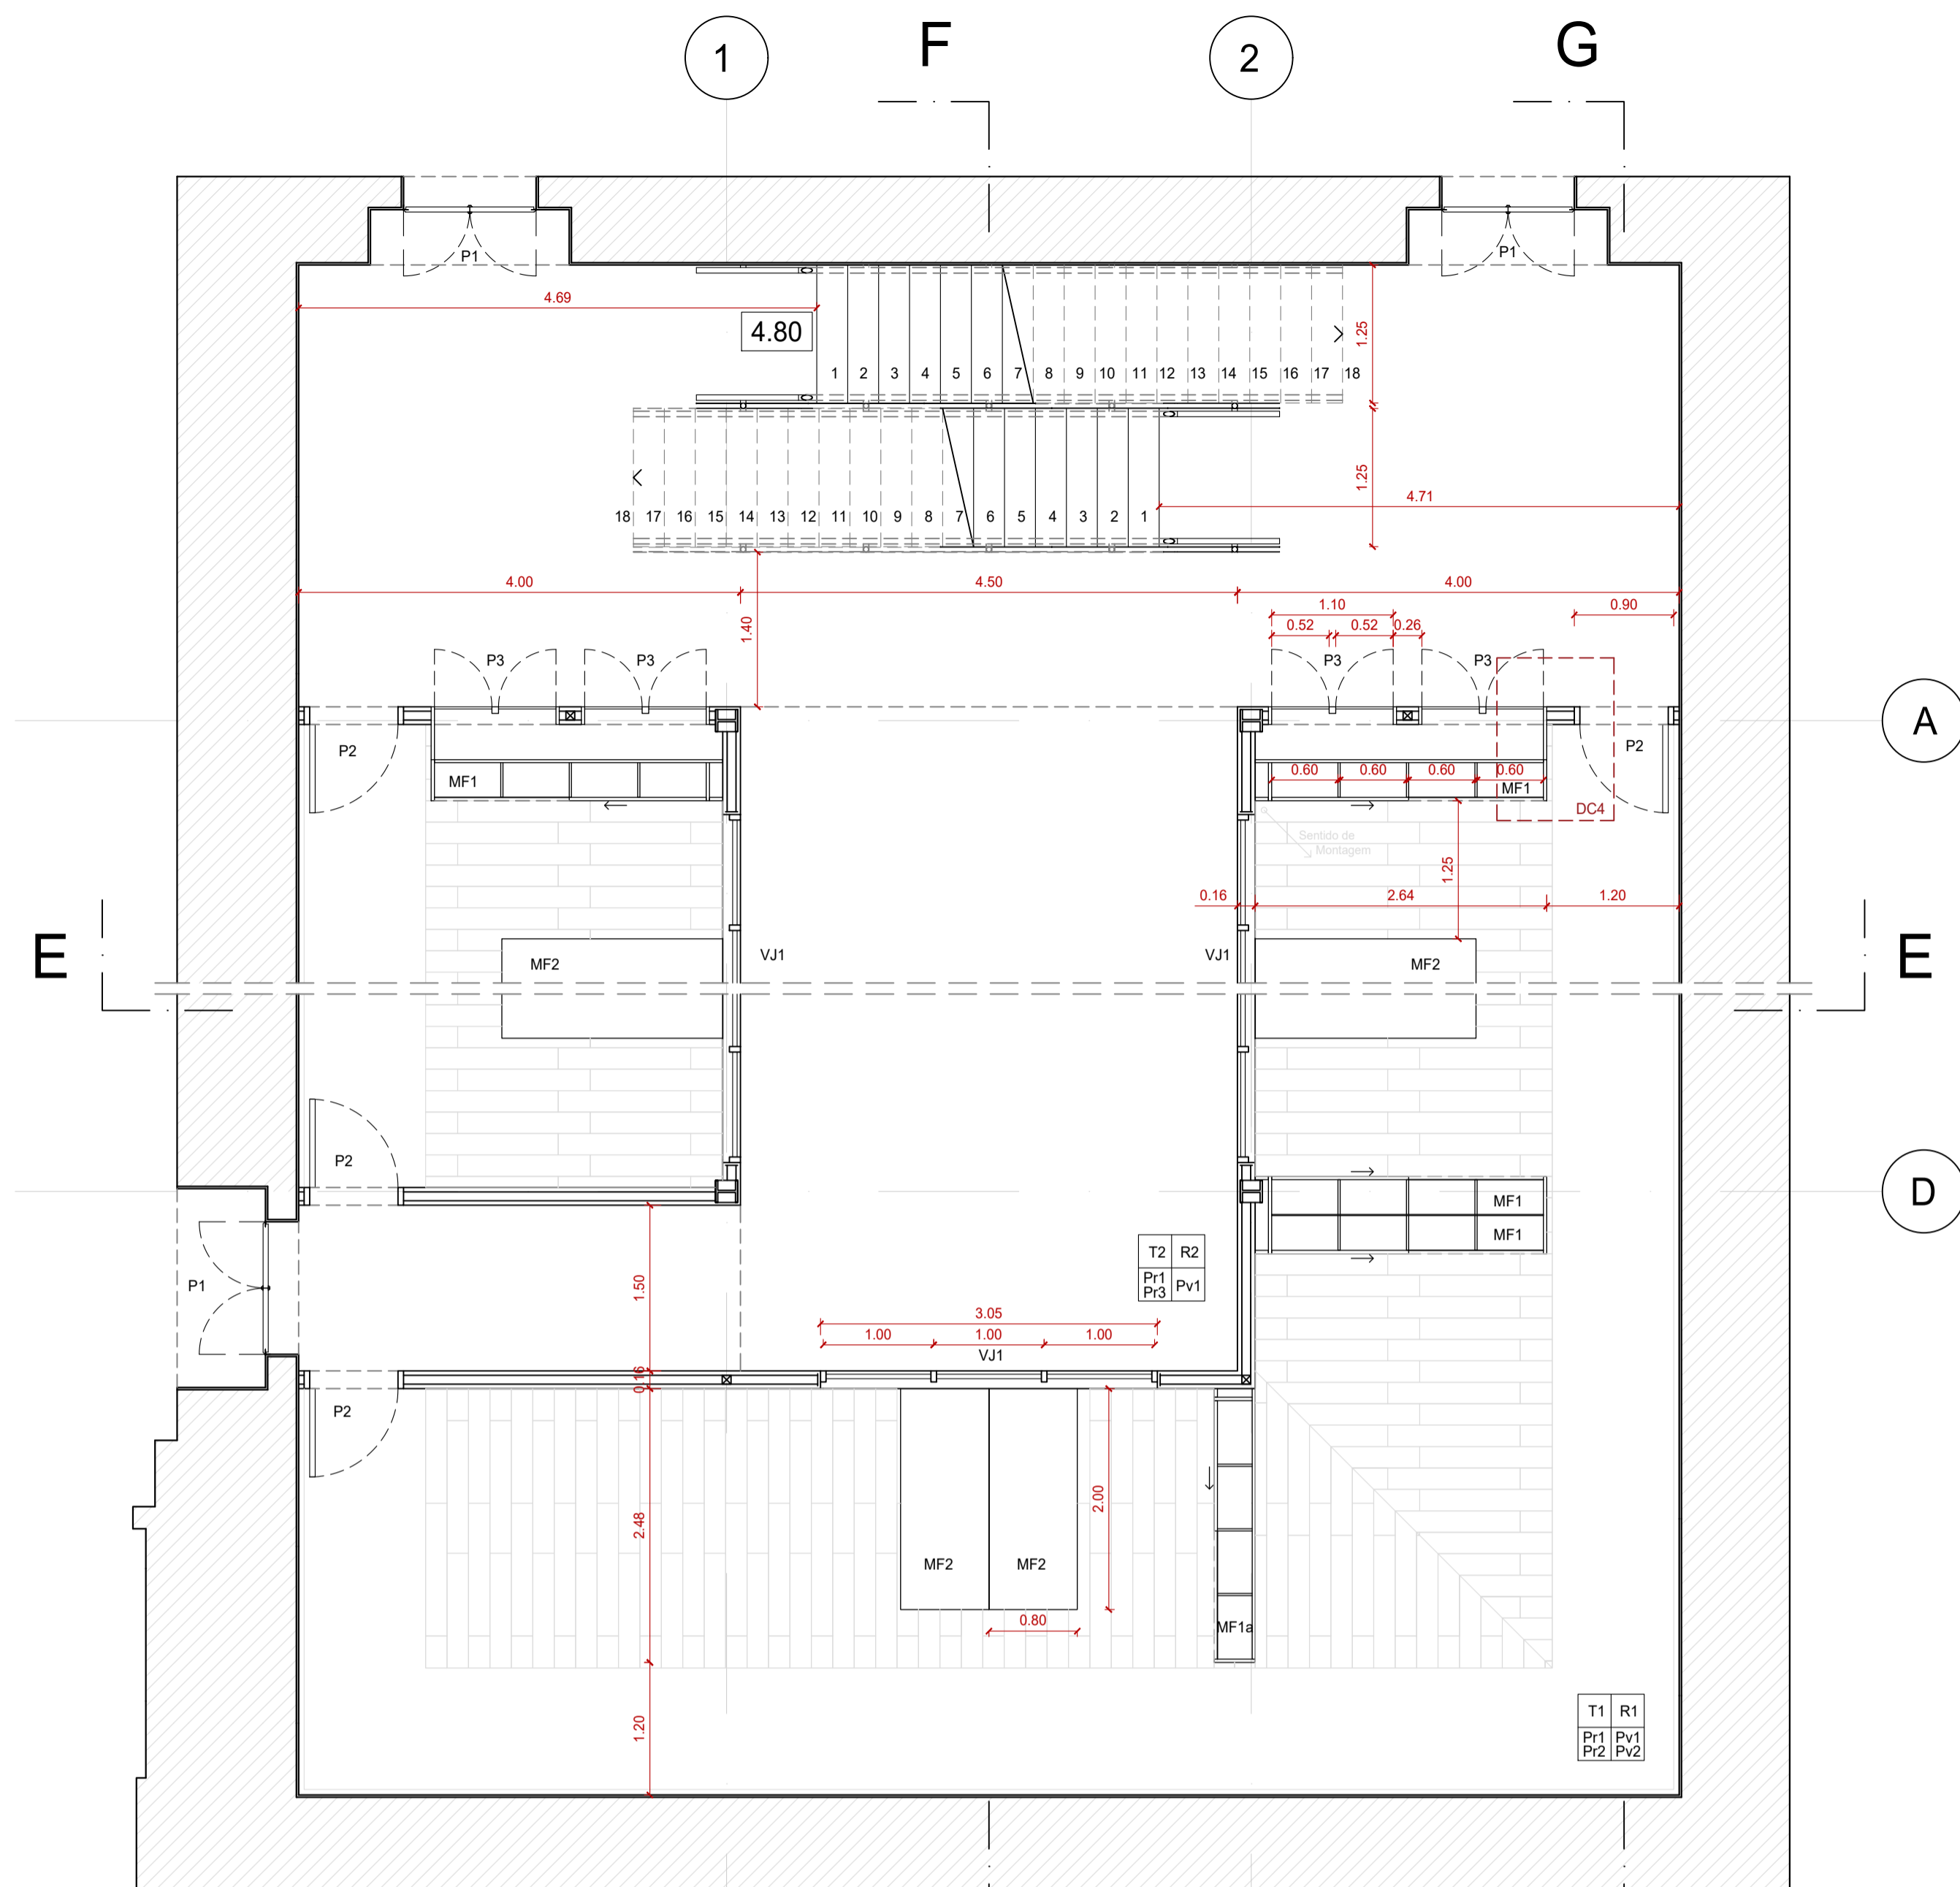 1
F
2
G
P1
P1
4.69
4.80
1.25
1 2 3 4 5 6 7 8 9 10 11 12 13 14 15 16 17 18
1.25
4.71
18 17 16 15 14 13 12 11 10 9 8 7 6 5 4 3 2 1
4.00
4.50
4.00
1.10
0.90
1.40
0.52
0.52
0.26
P3
P3
P3
P3
A
P2
P2
MF1
0.60
0.60
0.60
0.60
MF1
DC4
Sentido de
Montagem
1.25
0.16
2.64
1.20
E
MF2
VJ1
VJ1
MF2
E
P2
D
MF1
MF1
T2 R2
Pr1
Pr3
Pv1
P1
1.50
3.05
1.00
1.00
1.00
VJ1
0.16
P2
2.48
2.00
MF2
MF2
0.80
MF1a
1.20
T1 R1
Pr1 Pv1
Pr2 Pv2